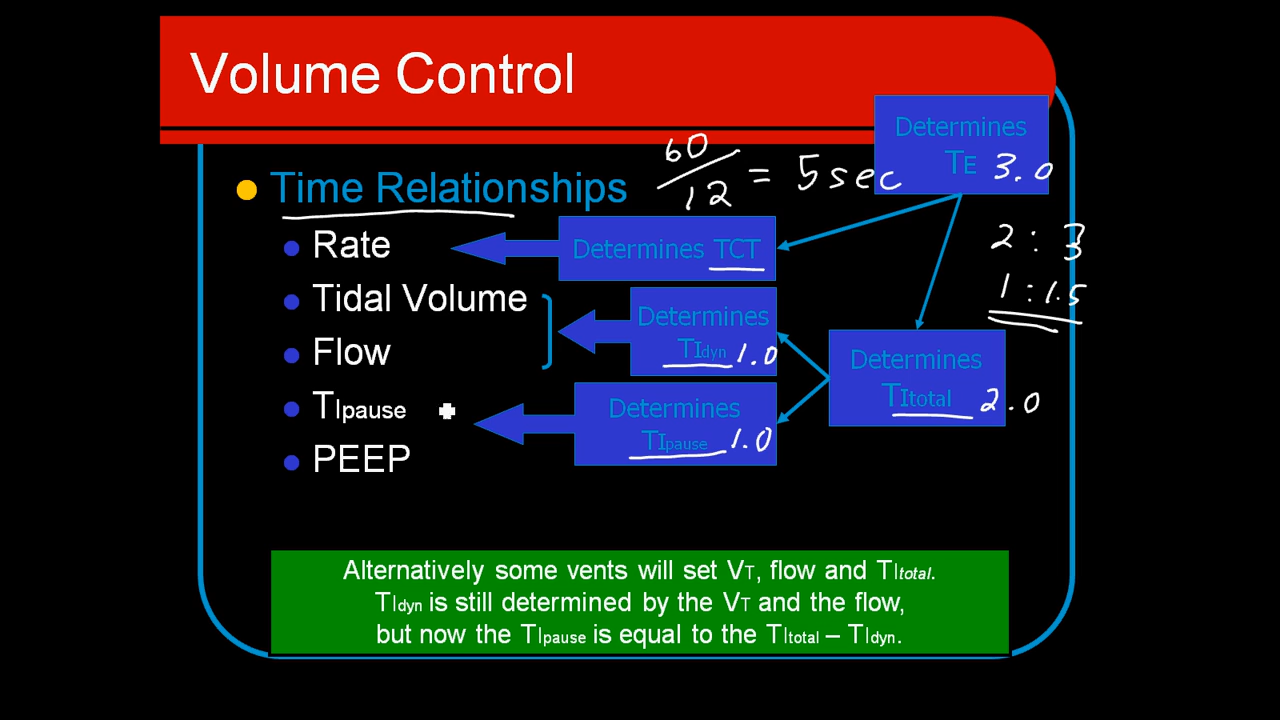 Volume Control
Determines
TE 3.0
60/12 = 5 sec
Time Relationships
2 : 3
1 : 1.5
Rate
Determines TCT
Tidal Volume
Determines
TIdyn 1.0
Flow
Determines
TItotal 2.0
TIpause
Determines
TIpause 1.0
PEEP
Alternatively some vents will set VT, flow and TItotal.
TIdyn is still determined by the VT and the flow,
but now the TIpause is equal to the TItotal – TIdyn.